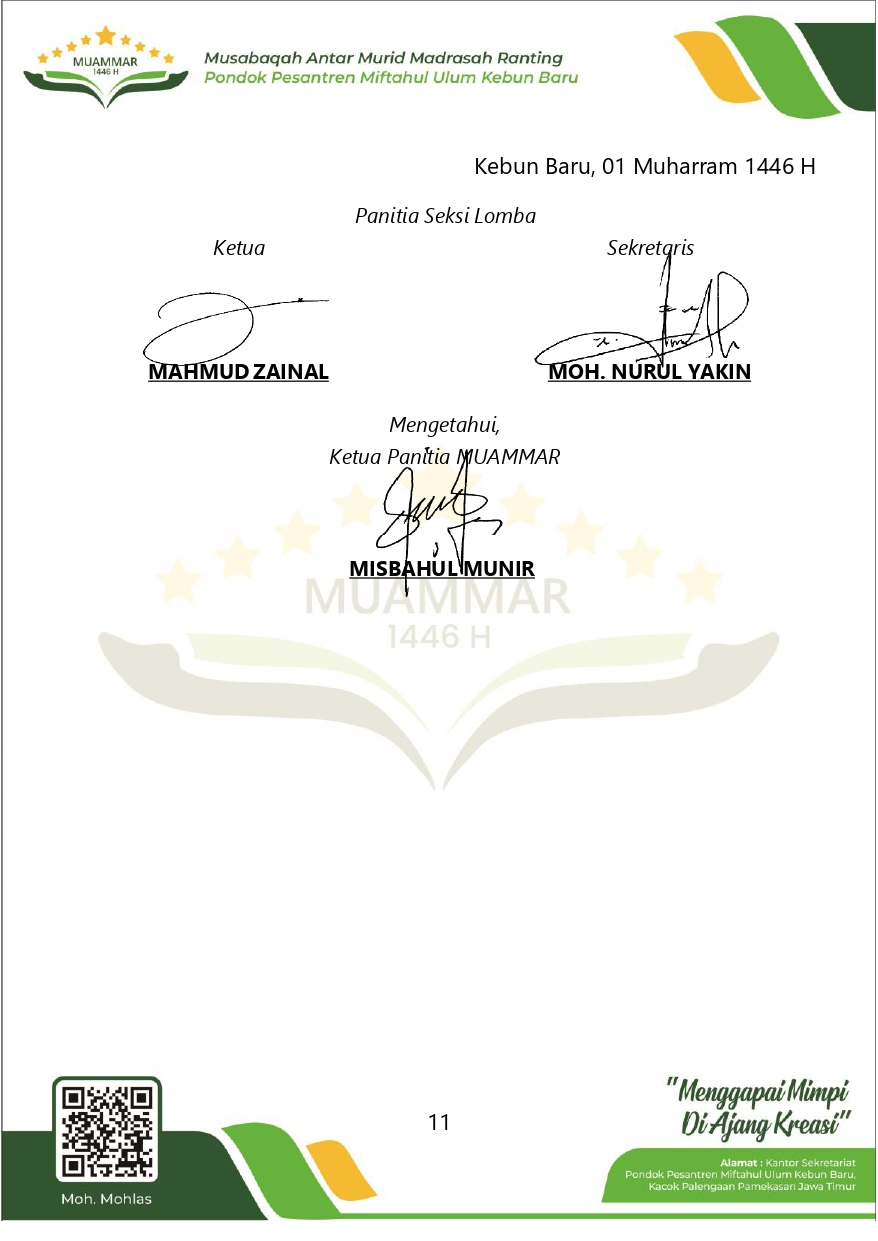 MUAMMAR
1446 H
Musabaqah Antar Murid Madrasah Ranting
Pondok Pesantren Miftahul Ulum Kebun Baru
Kebun Baru, 01 Muharram 1446 H
Panitia Seksi Lomba
Ketua
Sekretaris
MAHMUD ZAINAL
MOH. NURUL YAKIN
Mengetahui,
Ketua Panitia MUAMMAR
MISBAHUL MUNIR
MUAMMAR
1446 H
11
"Menggapai Mimpi
Di Ajang Kreasi"
Alamat : Kantor Sekretariat
Pondok Pesantren Miftahul Ulum Kebun Baru,
Kacok Palengaan Pamekasan Jawa Timur
Moh. Mohlas